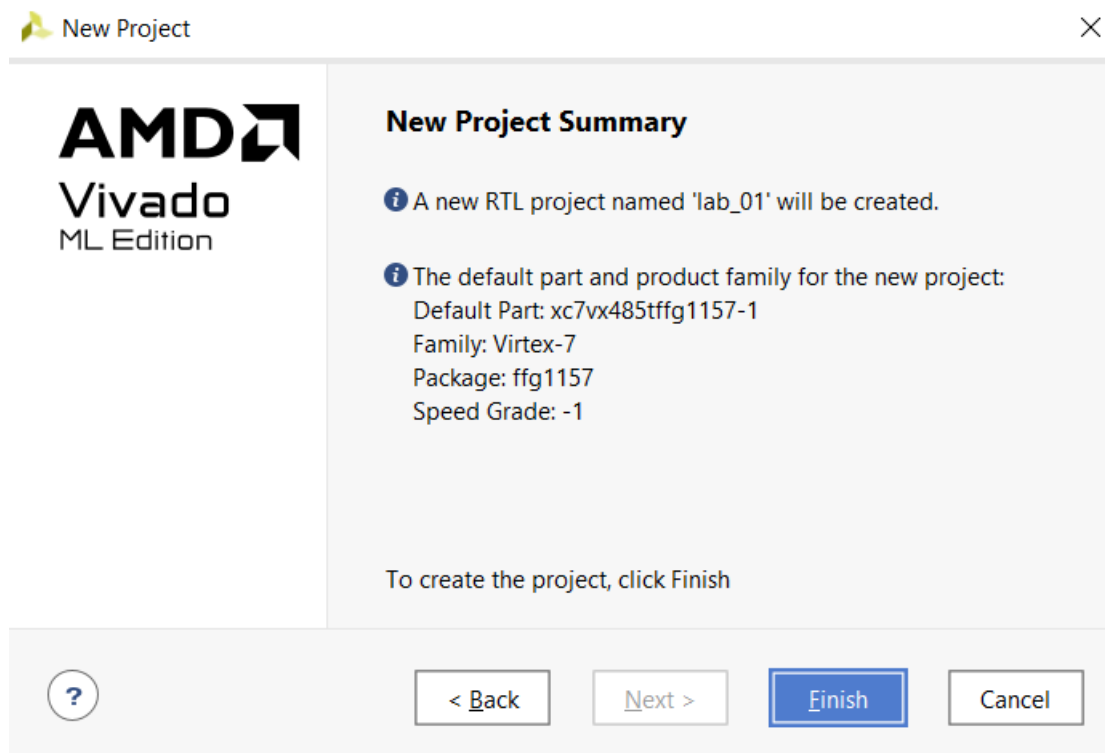 New Project
AMD
Vivado
ML Edition
New Project Summary
A new RTL project named 'lab_01' will be created.
The default part and product family for the new project:
Default Part: xc7vx485tffg1157-1
Family: Virtex-7
Package: ffg1157
Speed Grade: -1
To create the project, click Finish
?
< Back
Next >
Finish
Cancel